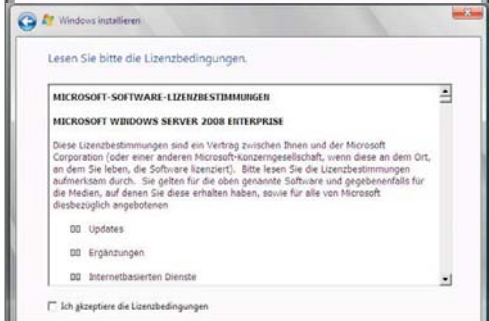 Windows installieren
Lesen Sie bitte die Lizenzbedingungen.
MICROSOFT-SOFTWARE-LIZENZBESTIMMUNGEN
MICROSOFT WINDOWS SERVER 2008 ENTERPRISE
Diese Lizenzbestimmungen sind ein Vertrag zwischen Ihnen und der Microsoft
Corporation (oder einer anderen Microsoft-Konzerngesellschaft, wenn diese an dem Ort,
an dem Sie leben, die Software lizenziert). Bitte lesen Sie die Lizenzbestimmungen
aufmerksam durch. Sie gelten für die oben genannte Software und gegebenenfalls für
die Medien, auf denen Sie diese erhalten haben, sowie für alle von Microsoft
diesbezüglich angebotenen
Updates
Ergänzungen
Internetbasierten Dienste
Ich akzeptiere die Lizenzbedingungen